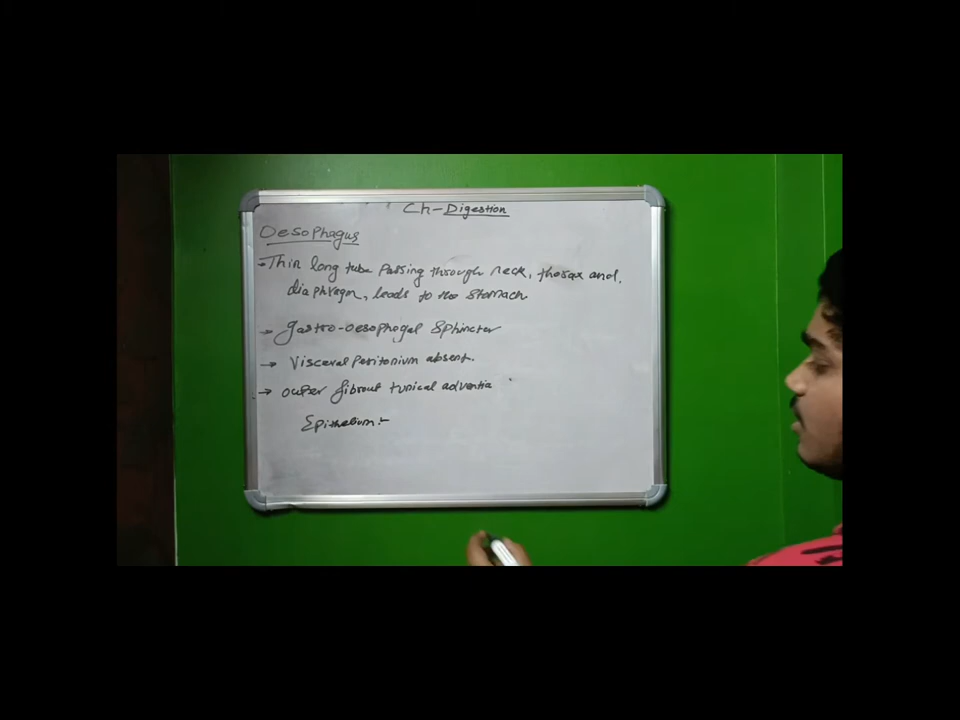 Ch-Digestion
Oesophagus
Thin long tube Passing through neck, thorax and
diaphragm, leads to the Stomach
→ Gastro-oesophogal Sphincter
→ Visceral Peritonium absent.
→ outer fibrous tunical adventia
Epithelium:-